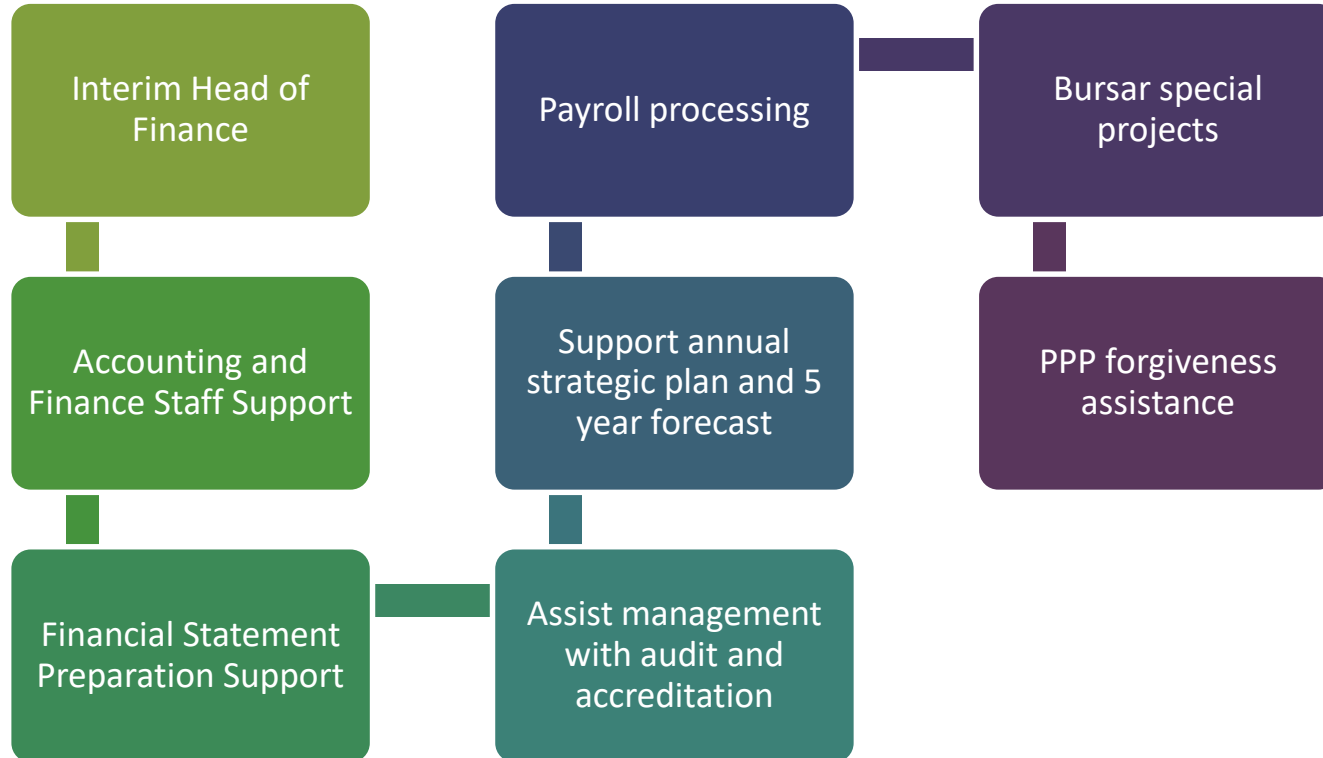 Interim Head of
Finance
Accounting and
Finance Staff Support
Financial Statement
Preparation Support
Assist management
with audit and
accreditation
Support annual
strategic plan and 5
year forecast
Payroll processing
Bursar special
projects
PPP forgiveness
assistance